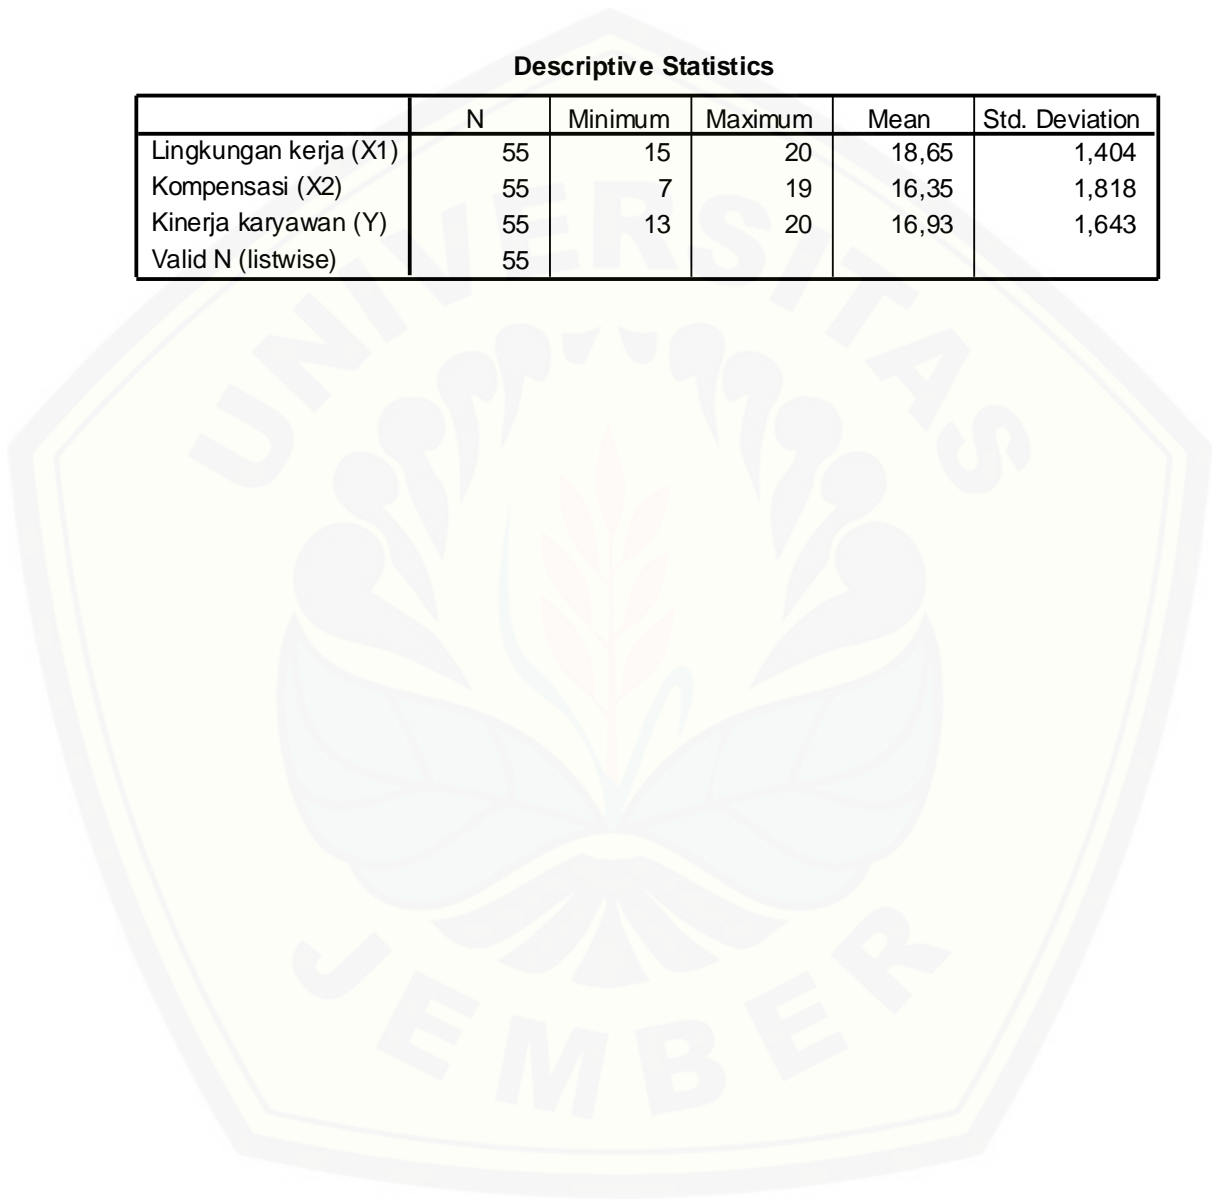 UNIVERSITAS
Descriptive Statistics
N Minimum Maximum Mean Std. Deviation
Lingkungan kerja (X1) 55 15 20 18,65 1,404
Kompensasi (X2) 55 7 19 16,35 1,818
Kinerja karyawan (Y) 55 13 20 16,93 1,643
Valid N (listwise) 55
JEMBER